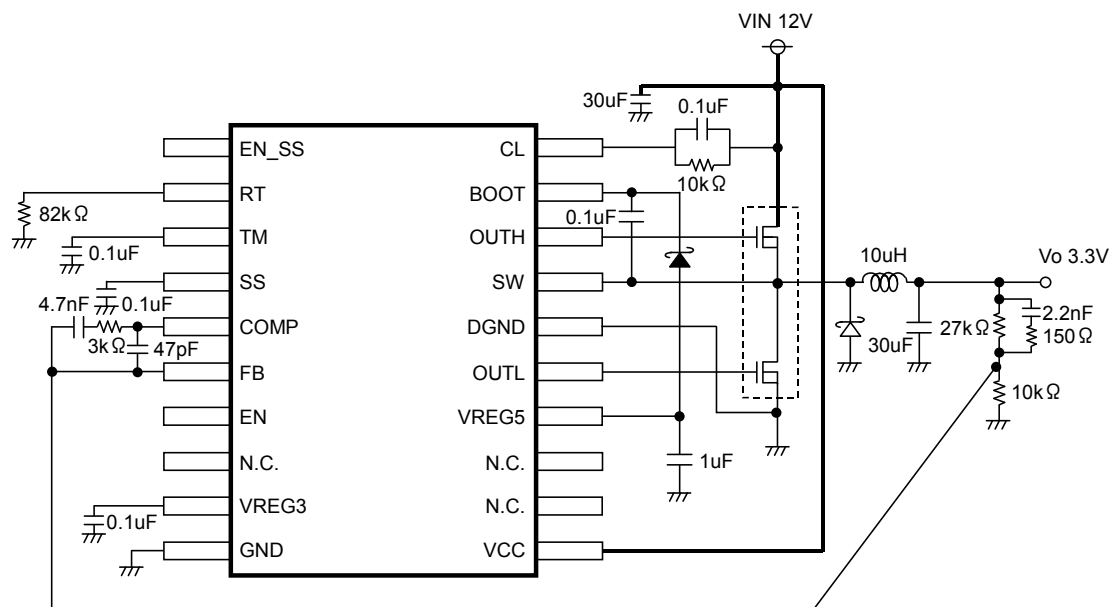 VIN 12V
30uF
0.1uF
10kΩ
EN_SS
CL
RT
BOOT
82kΩ
0.1uF
TM
OUTH
0.1uF
10uH
Vo 3.3V
SS
SW
0.1uF
4.7nF
COMP
DGND
2.2nF
3kΩ
47pF
30uF
27kΩ
150Ω
FB
OUTL
10kΩ
EN
VREG5
N.C.
N.C.
1uF
VREG3
N.C.
0.1uF
GND
VCC